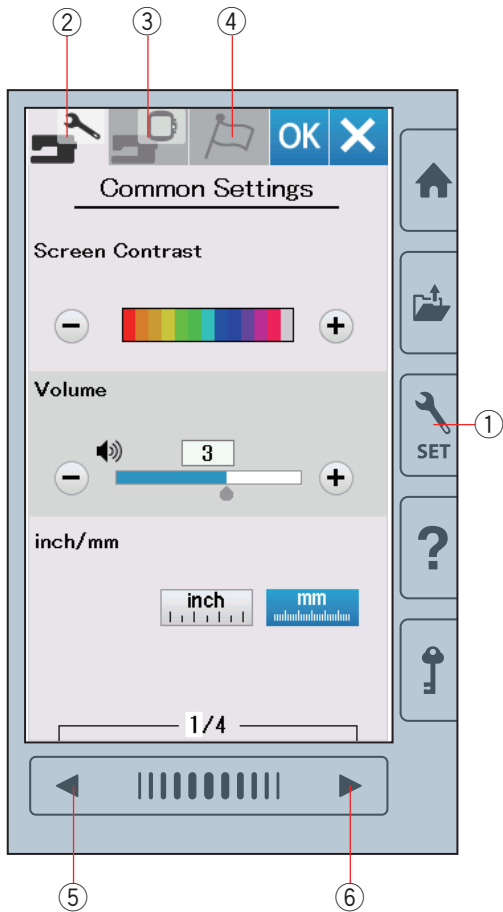 ② ③ ④
OK
Common Settings
Screen Contrast
Volume
3
①
SET
inch/mm
inch mm
?
1/4
⑤ ⑥